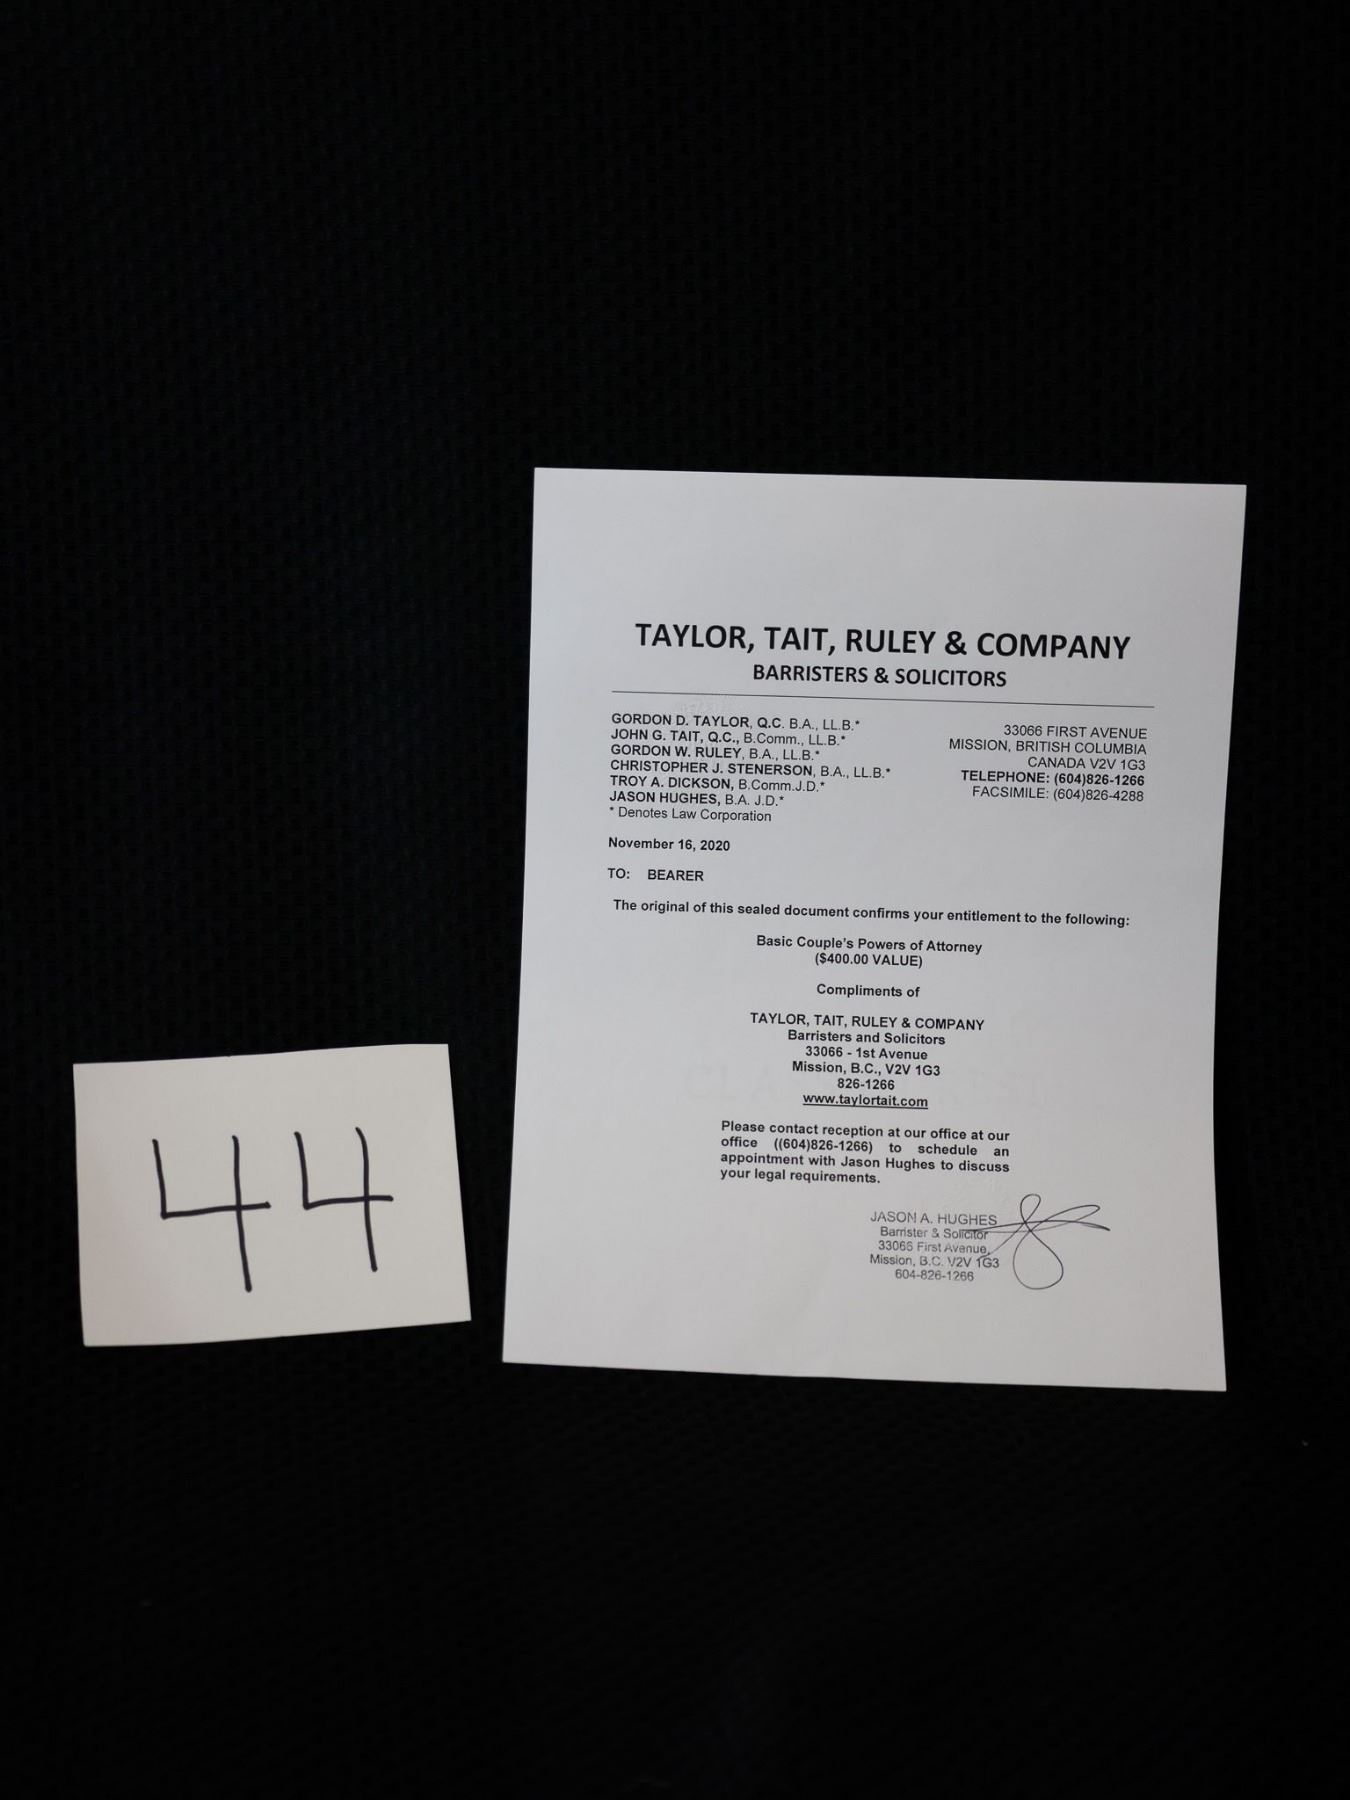 TAYLOR, TAIT, RULEY & COMPANY
BARRISTERS & SOLICITORS
GORDON D. TAYLOR, Q.C. B.A., LL.B.*
JOHN G. TAIT, Q.C., B.Comm., LL.B.*
GORDON W. RULEY, B.A., LL.B.*
CHRISTOPHER J. STENERSON, B.A., LL.B.*
TROY A. DICKSON, B.Comm.J.D.*
JASON HUGHES, B.A. J.D.*
* Denotes Law Corporation
33066 FIRST AVENUE
MISSION, BRITISH COLUMBIA
CANADA V2V 1G3
TELEPHONE: (604)826-1266
FACSIMILE: (604)826-4288
November 16, 2020
TO: BEARER
The original of this sealed document confirms your entitlement to the following:
Basic Couple's Powers of Attorney
($400.00 VALUE)
Compliments of
TAYLOR, TAIT, RULEY & COMPANY
Barristers and Solicitors
33066 - 1st Avenue
Mission, B.C., V2V 1G3
826-1266
www.taylortait.com
Please contact reception at our office at our
office ((604)826-1266) to schedule an
appointment with Jason Hughes to discuss
your legal requirements.
JASON A. HUGHES
Barrister & Solicitor
33066 First Avenue,
Mission, B.C. V2V 1G3
604-826-1266
44